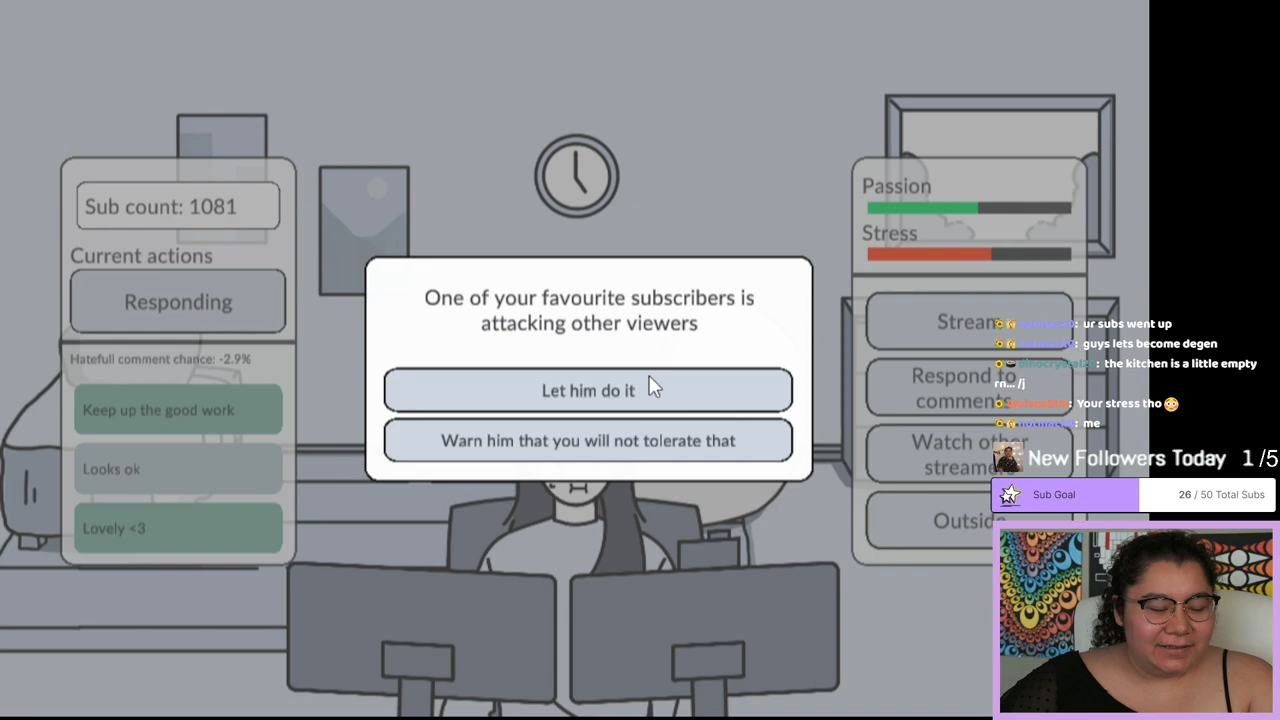 Sub count: 1081
Current actions
Responding
Hatefull comment chance: -2.9%
Keep up the good work
Looks ok
Lovely <3
One of your favourite subscribers is
attacking other viewers
Let him do it
Warn him that you will not tolerate that
Passion
Stress
Stream
Respond to
comments
Watch other
streamers
Outside
: ur subs went up
: guys lets become degen
: the kitchen is a little empty
rn... /j
: Your stress tho 😳
: me
New Followers Today 1 /5
Sub Goal
26 / 50 Total Subs